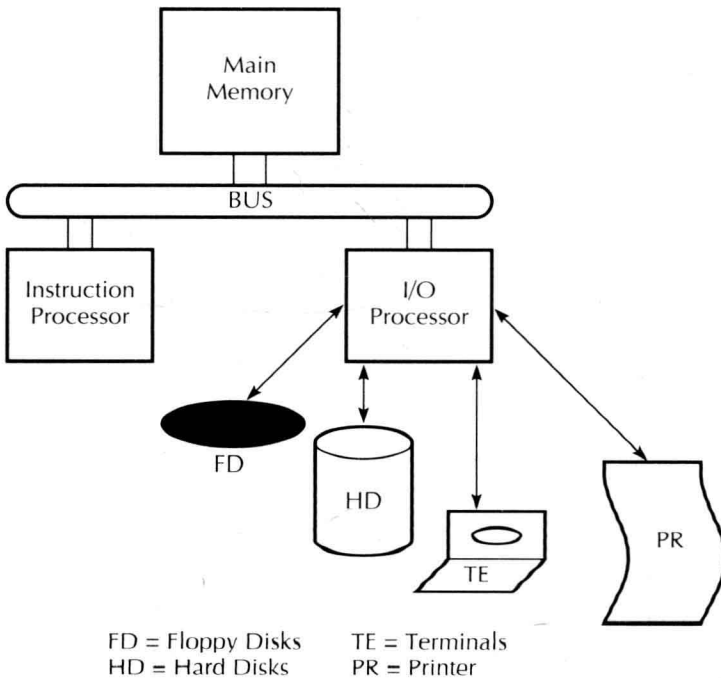 Main
Memory
BUS
Instruction
Processor
I/O
Processor
FD
HD
TE
PR
FD = Floppy Disks TE = Terminals
HD = Hard Disks PR = Printer